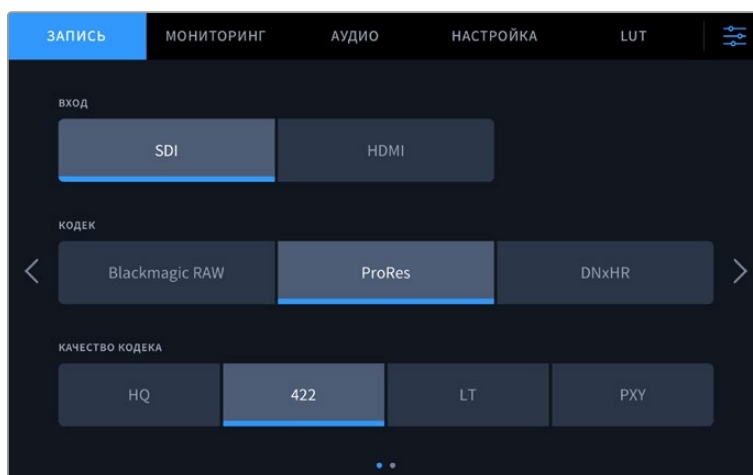 ЗАПИСЬ МОНИТОРИНГ АУДИО НАСТРОЙКА LUT
ВХОД
SDI HDMI
КОДЕК
Blackmagic RAW ProRes DNxHR
КАЧЕСТВО КОДЕКА
HQ 422 LT PXY